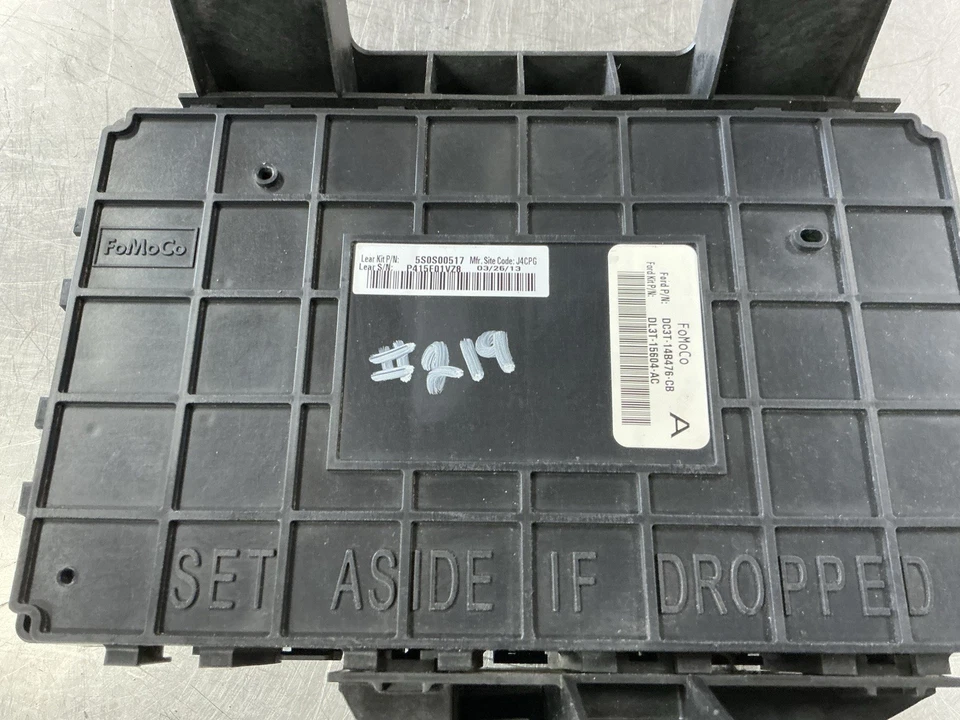 FoMoCo
Lear Kit P/N: 5S0S00517 Mfr. Site Code: J4CPG
Lear S/N: P415F01VZ8 03/26/13
FoMoCo
Ford P/N: DC3T-14B476-CB
Ford Kit P/N: DL3T-15604-AC
A
#219
SET ASIDE IF DROPPED